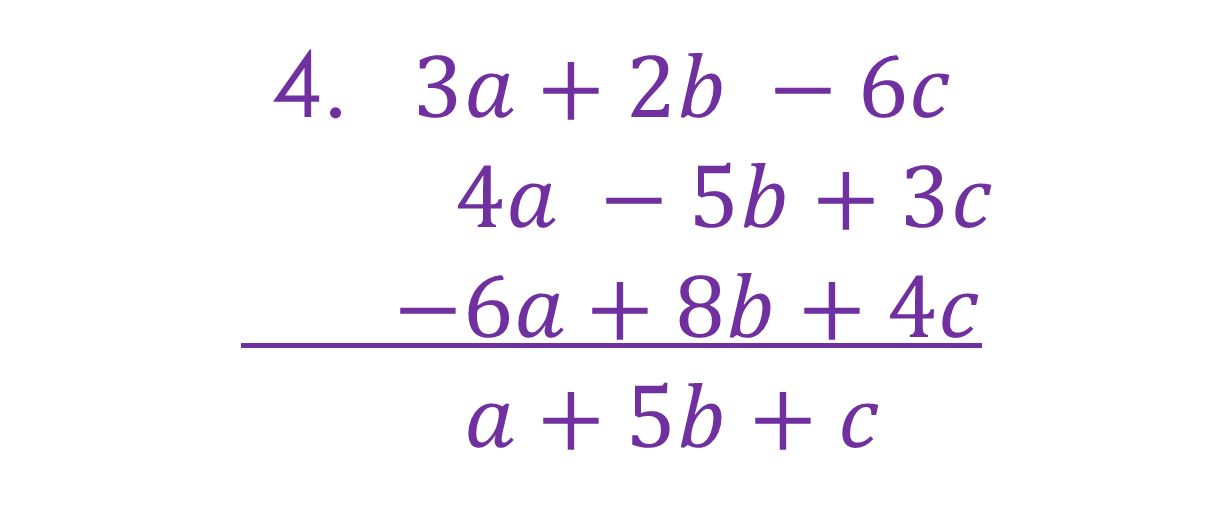 4. 3a + 2b − 6c
4a − 5b + 3c
−6a + 8b + 4c
a + 5b + c